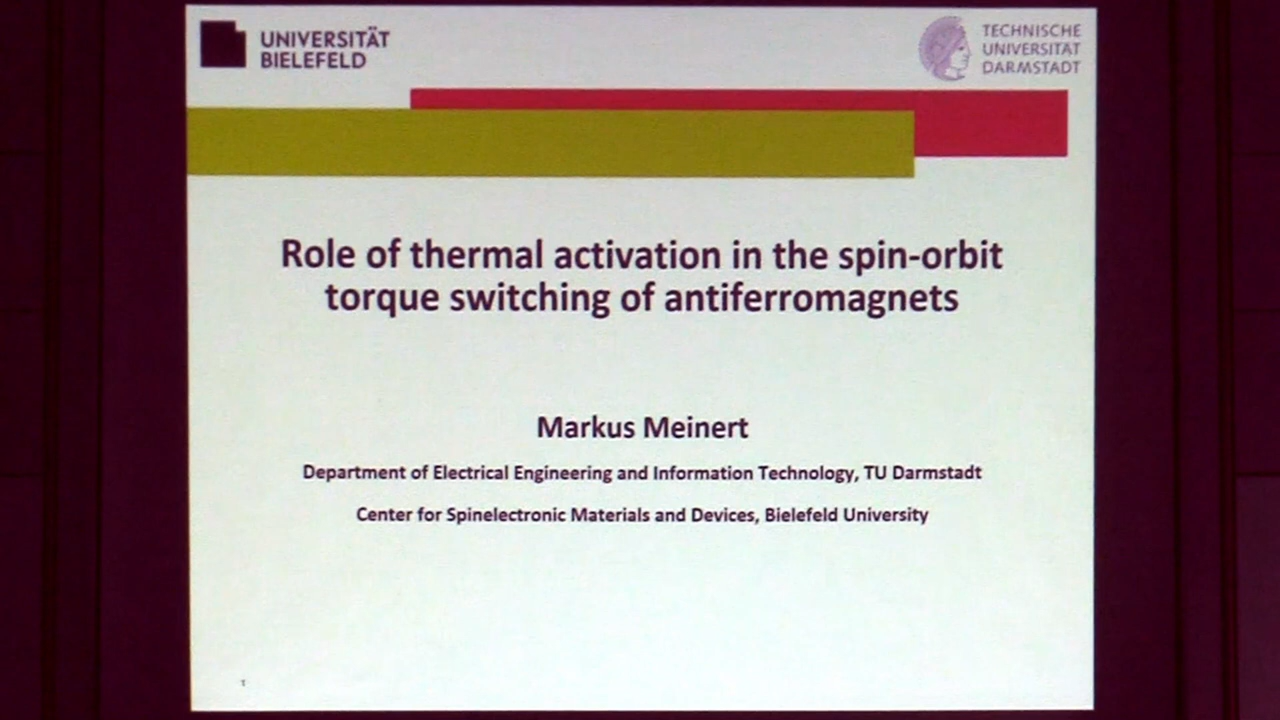 UNIVERSITÄT
BIELEFELD
TECHNISCHE
UNIVERSITÄT
DARMSTADT
Role of thermal activation in the spin-orbit
torque switching of antiferromagnets
Markus Meinert
Department of Electrical Engineering and Information Technology, TU Darmstadt
Center for Spinelectronic Materials and Devices, Bielefeld University
1